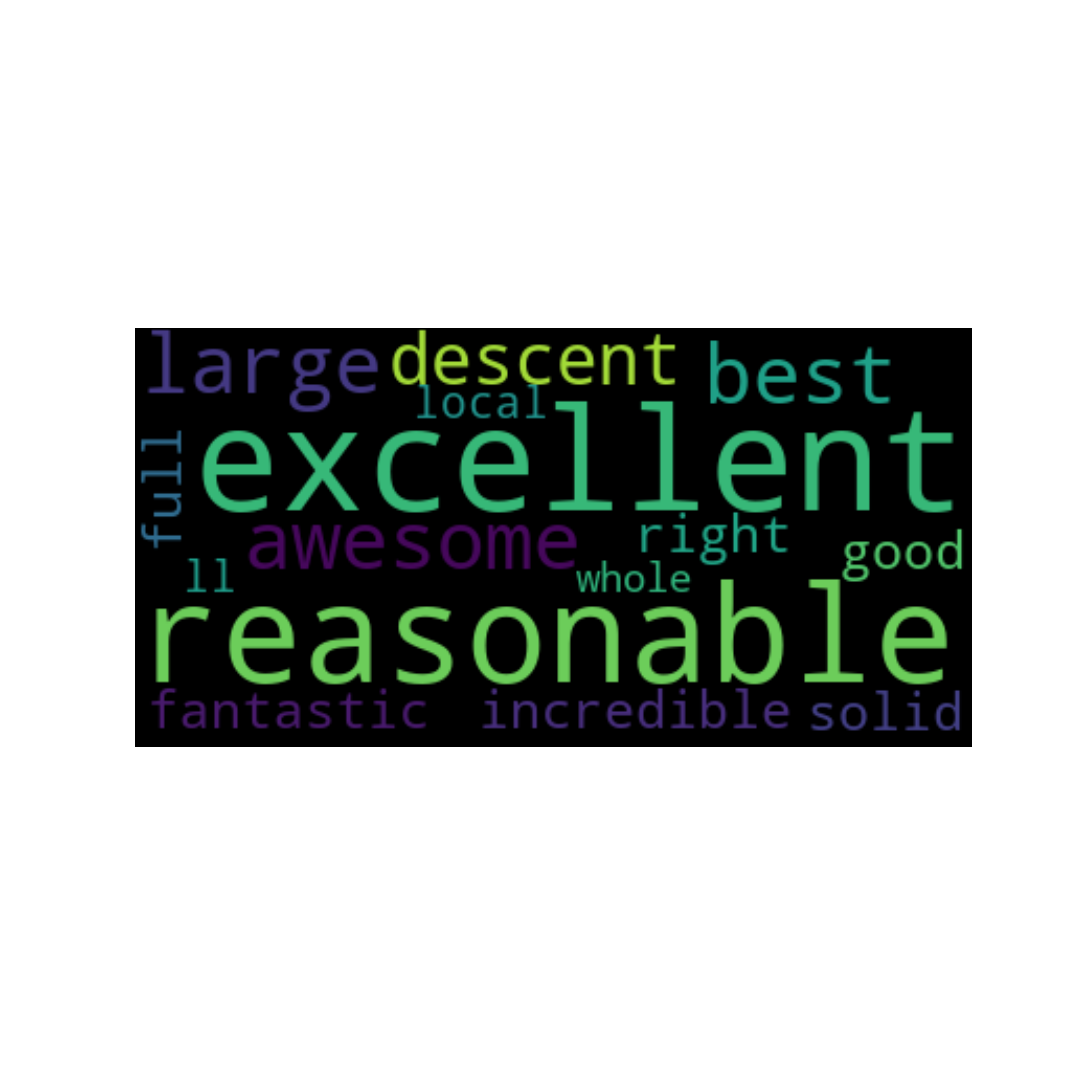 large descent best
local
full excellent
awesome right good
ll whole
reasonable
fantastic incredible solid